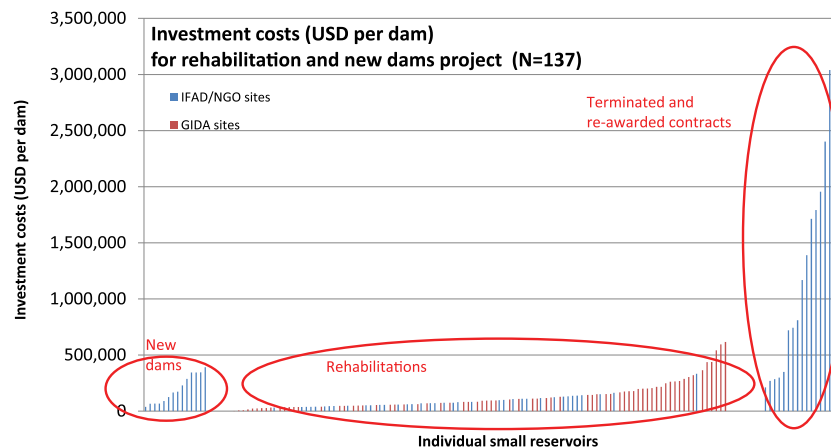 3,500,000
Investment costs (USD per dam)
for rehabilitation and new dams project (N=137)
3,000,000
IFAD/NGO sites
Terminated and
re-awarded contracts
2,500,000
GIDA sites
2,000,000
1,500,000
1,000,000
500,000
0
Investment costs (USD per dam)
New
dams
Rehabilitations
Individual small reservoirs